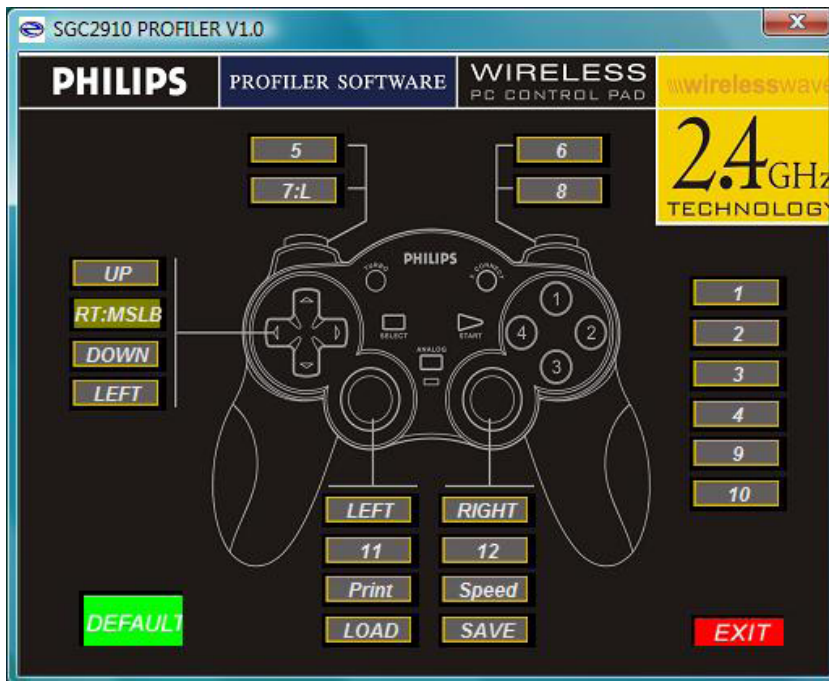 SGC2910 PROFILER V1.0
X
PHILIPS
PROFILER SOFTWARE
WIRELESS
PC CONTROL PAD
wirelesswave
2.4GHz
TECHNOLOGY
5
7:L
6
8
UP
RT:MSLB
DOWN
LEFT
PHILIPS
TURBO
CONNECT
SELECT
START
ANALOG
1
2
3
4
1
2
3
4
9
10
LEFT
RIGHT
11
12
Print
Speed
LOAD
SAVE
DEFAULT
EXIT